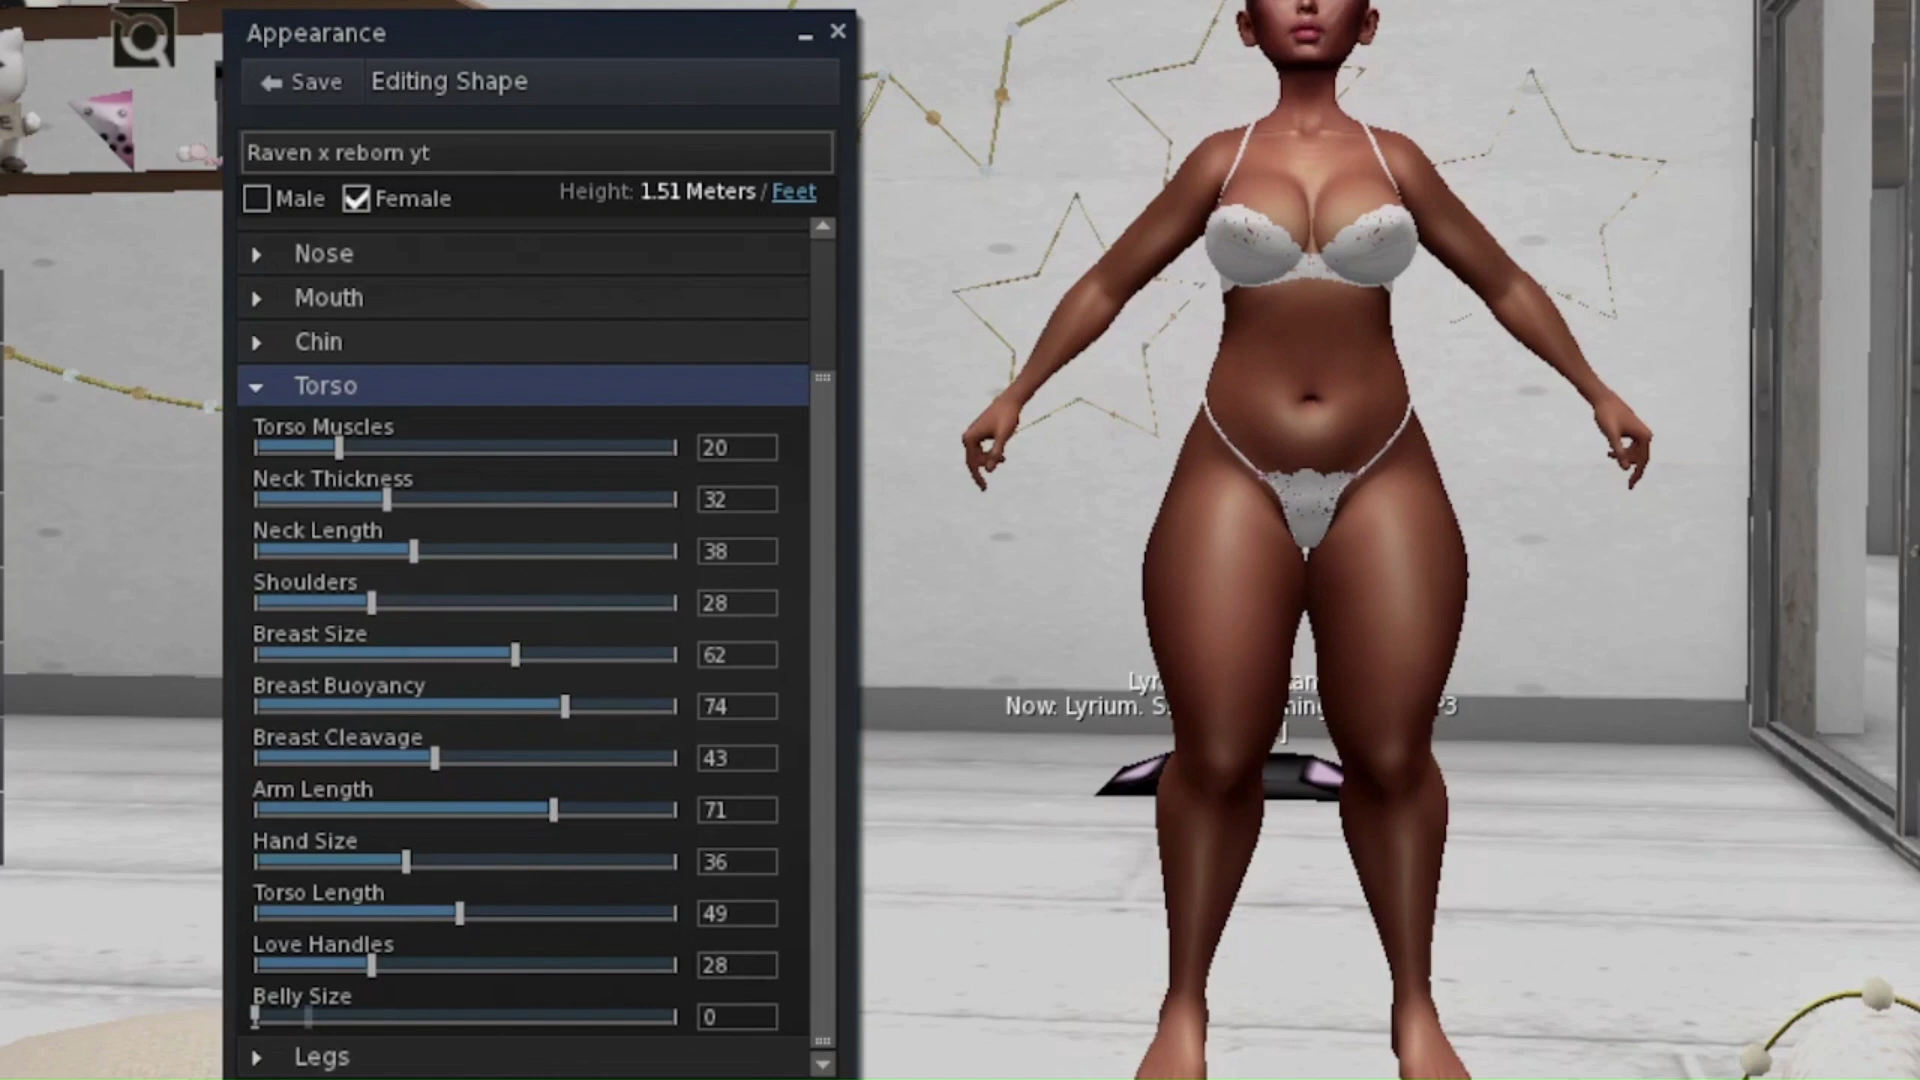 Appearance
Save Editing Shape
Raven x reborn yt
Male Female Height: 1.51 Meters / Feet
Nose
Mouth
Chin
Torso
Torso Muscles
20
Neck Thickness
32
Neck Length
38
Shoulders
28
Breast Size
62
Breast Buoyancy
74
Breast Cleavage
43
Arm Length
71
Hand Size
36
Torso Length
49
Love Handles
28
Belly Size
0
Legs
Now: Lyrium.